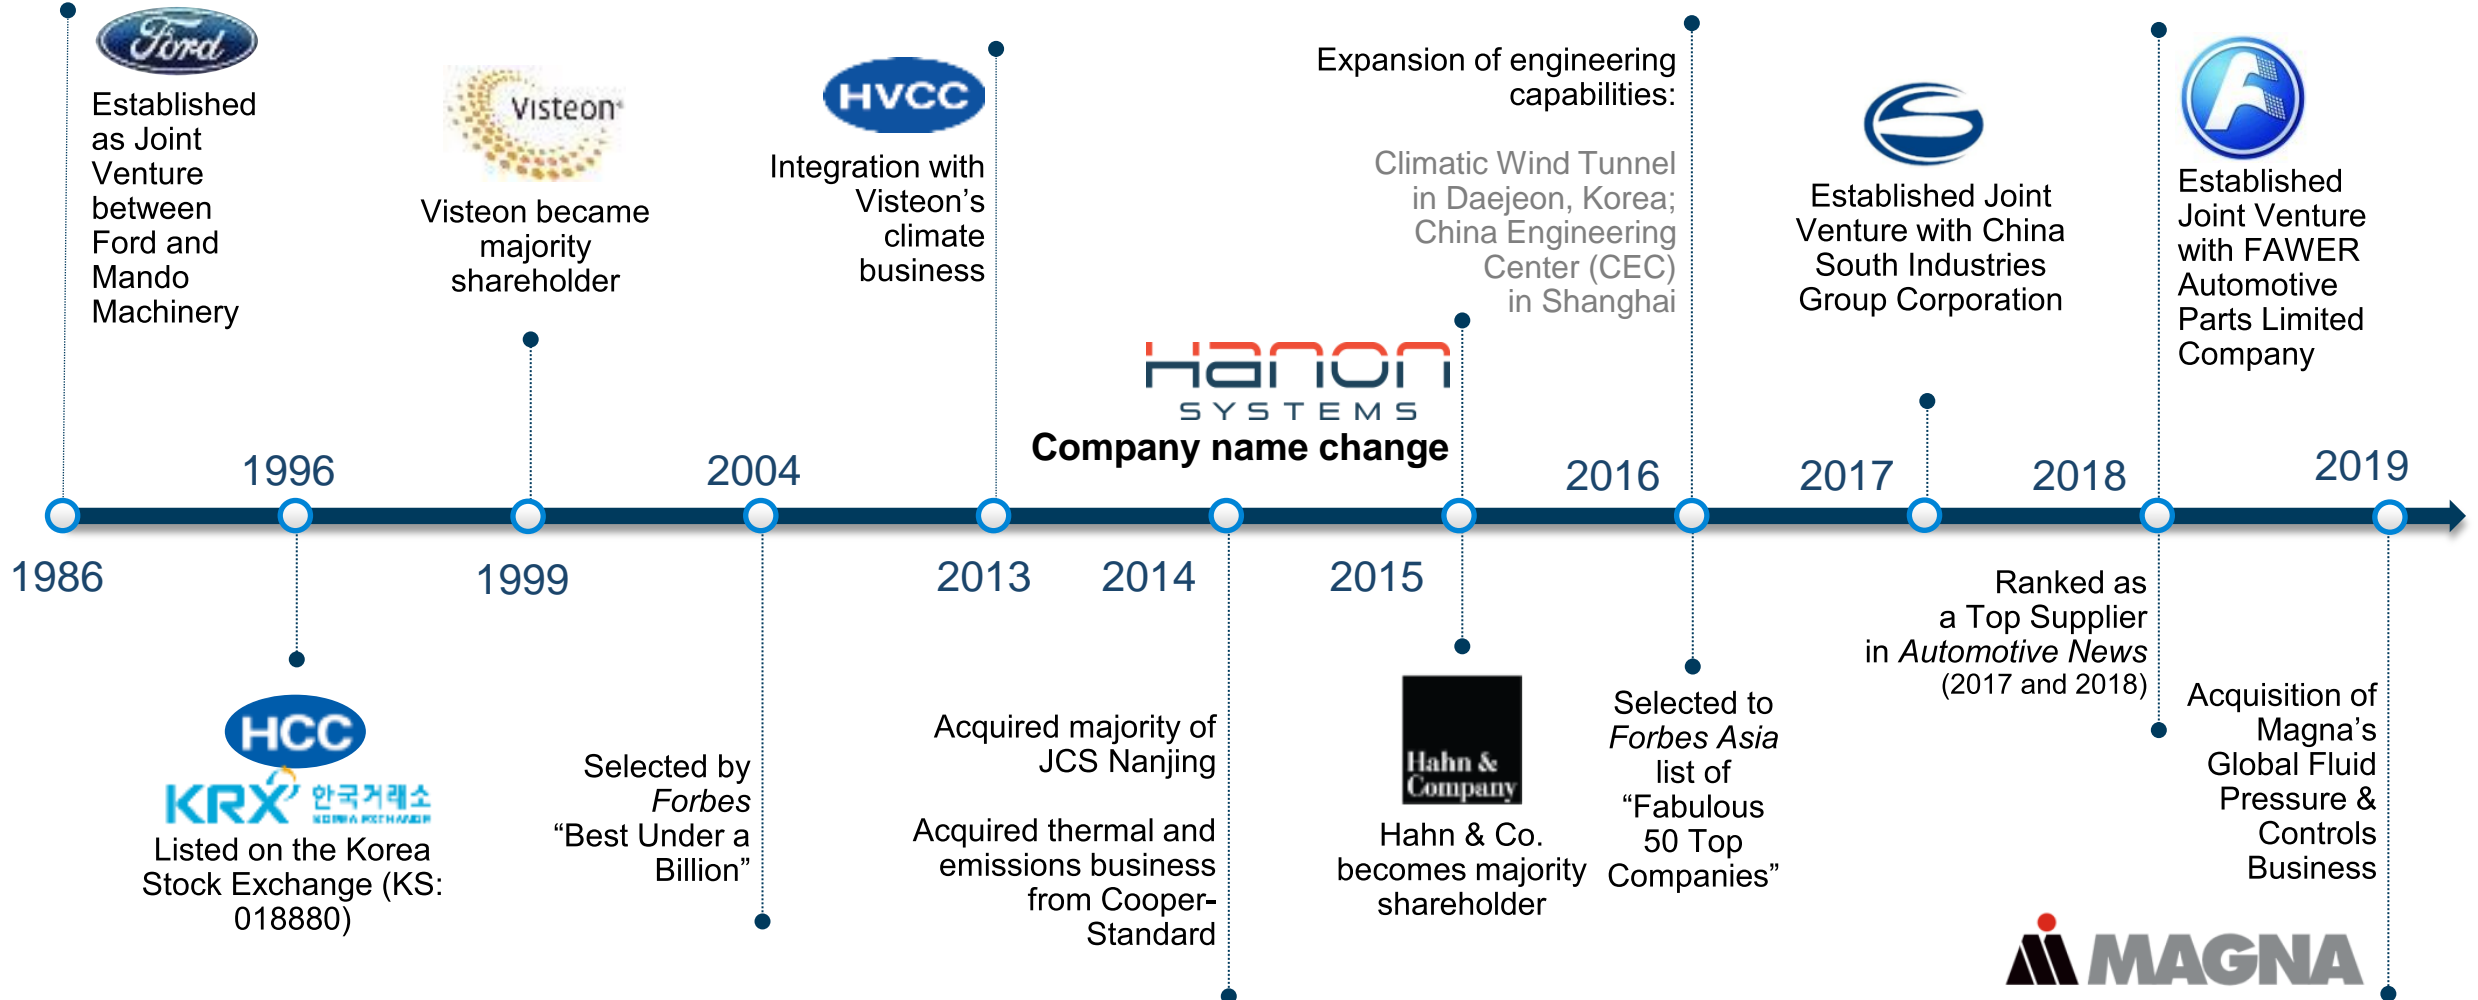 Ford
Established
as Joint
Venture
between
Ford and
Mando
Machinery
1986
1996
HCC
KRX 한국거래소
KOREA EXCHANGE
Listed on the Korea
Stock Exchange (KS:
018880)
Visteon
Visteon became
majority
shareholder
1999
2004
Selected by
Forbes
“Best Under a
Billion”
HVCC
Integration with
Visteon’s
climate
business
2013
2014
Acquired majority of
JCS Nanjing
Acquired thermal and
emissions business
from Cooper-
Standard
Hanon
SYSTEMS
Company name change
2015
Hahn &
Company
Hahn & Co.
becomes majority
shareholder
Expansion of engineering
capabilities:
Climatic Wind Tunnel
in Daejeon, Korea;
China Engineering
Center (CEC)
in Shanghai
2016
Selected to
Forbes Asia
list of
“Fabulous
50 Top
Companies”
Established Joint
Venture with China
South Industries
Group Corporation
2017
Established
Joint Venture
with FAWER
Automotive
Parts Limited
Company
2018
Ranked as
a Top Supplier
in Automotive News
(2017 and 2018)
2019
Acquisition of
Magna’s
Global Fluid
Pressure &
Controls
Business
MAGNA